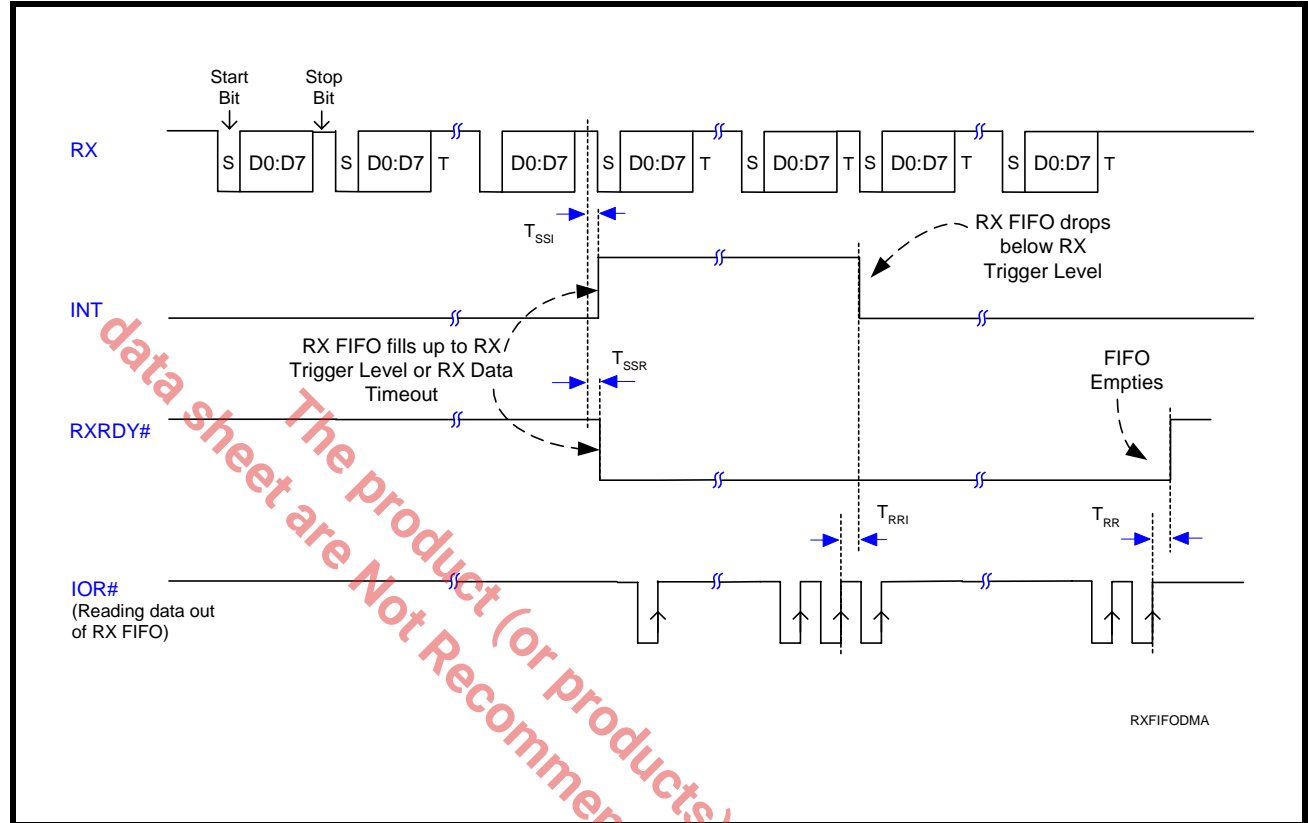 Start
Bit
Stop
Bit
RX
S D0:D7 S D0:D7 T D0:D7 S D0:D7 T S D0:D7 T S D0:D7 T S D0:D7 T
TSSI
RX FIFO drops
below RX
Trigger Level
INT
RX FIFO fills up to RX
Trigger Level or RX Data
Timeout
TSSR
FIFO
Empties
RXRDY#
TRRI
TRR
IOR#
(Reading data out
of RX FIFO)
RXFIFODMA
The product (or products)
data sheet are Not Recommen